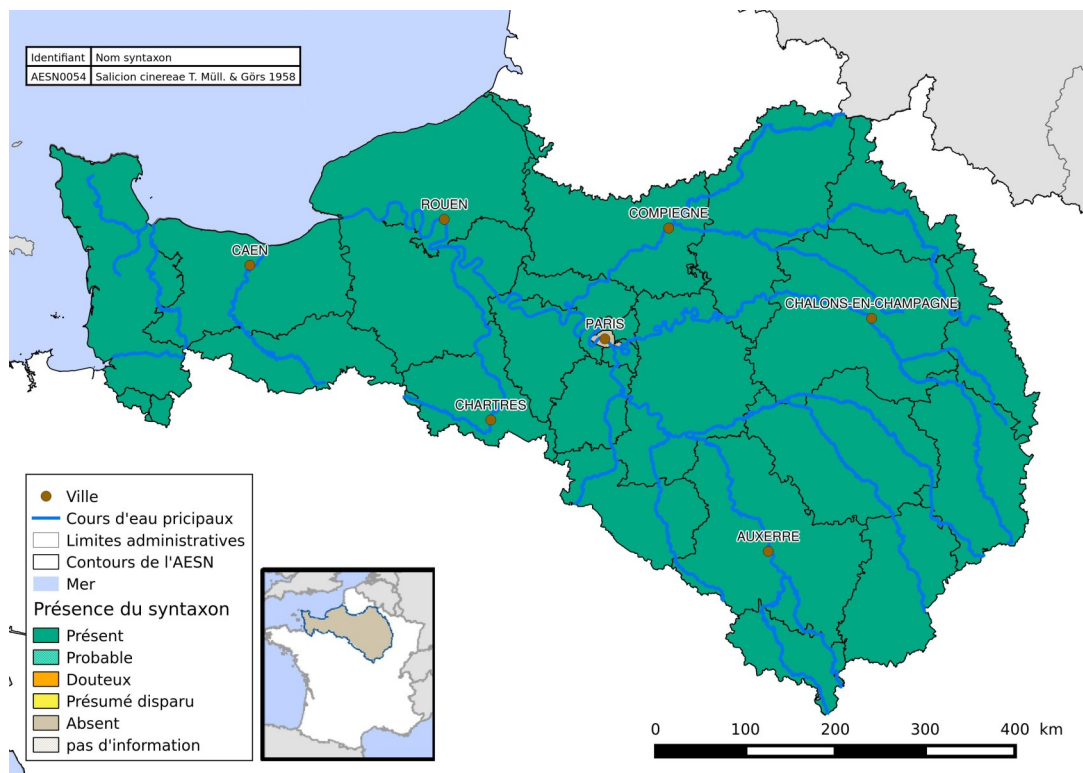 Identifiant Nom syntaxon
AESN0054 Salicion cinereae T. Müll. & Görs 1958
ROUEN
COMPIEGNE
CAEN
CHALONS-EN-CHAMPAGNE
PARIS
CHARTRES
AUXERRE
Ville
Cours d'eau pricipaux
Limites administratives
Contours de l'AESN
Mer
Présence du syntaxon
Présent
Probable
Douteux
Présumé disparu
Absent
pas d'information
0 100 200 300 400 km